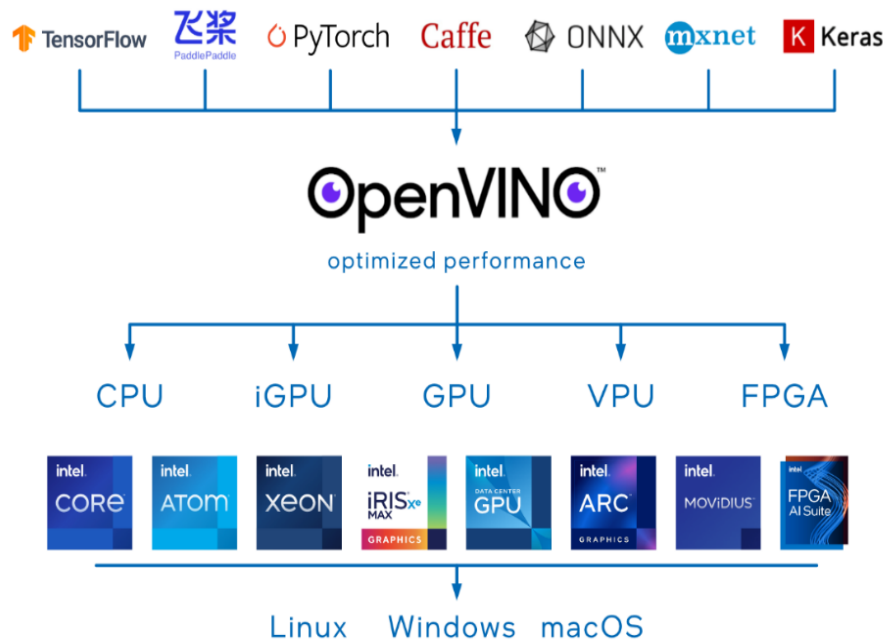 TensorFlow
飞桨
PaddlePaddle
PyTorch
Caffe
ONNX
mxnet
Keras
OpenVINO™
optimized performance
CPU iGPU GPU VPU FPGA
intel. CORE
intel. ATOM
intel. XEON
intel. IRIS Xe MAX GRAPHICS
intel. DATA CENTER GPU
intel. ARC GRAPHICS
intel. MOVIDIUS
intel. FPGA AI Suite
Linux Windows macOS